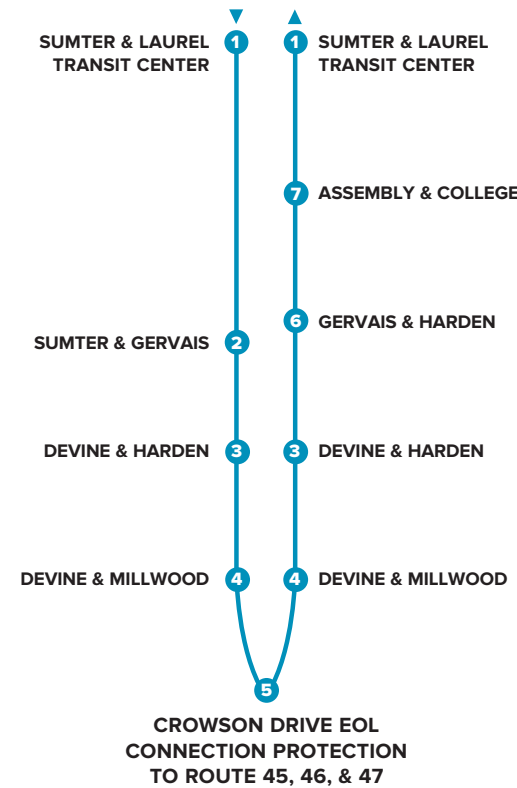 SUMTER & LAUREL
TRANSIT CENTER
1
1
SUMTER & LAUREL
TRANSIT CENTER
7
ASSEMBLY & COLLEGE
6
GERVAIS & HARDEN
SUMTER & GERVAIS
2
DEVINE & HARDEN
3
3
DEVINE & HARDEN
DEVINE & MILLWOOD
4
4
DEVINE & MILLWOOD
5
CROWSON DRIVE EOL
CONNECTION PROTECTION
TO ROUTE 45, 46, & 47